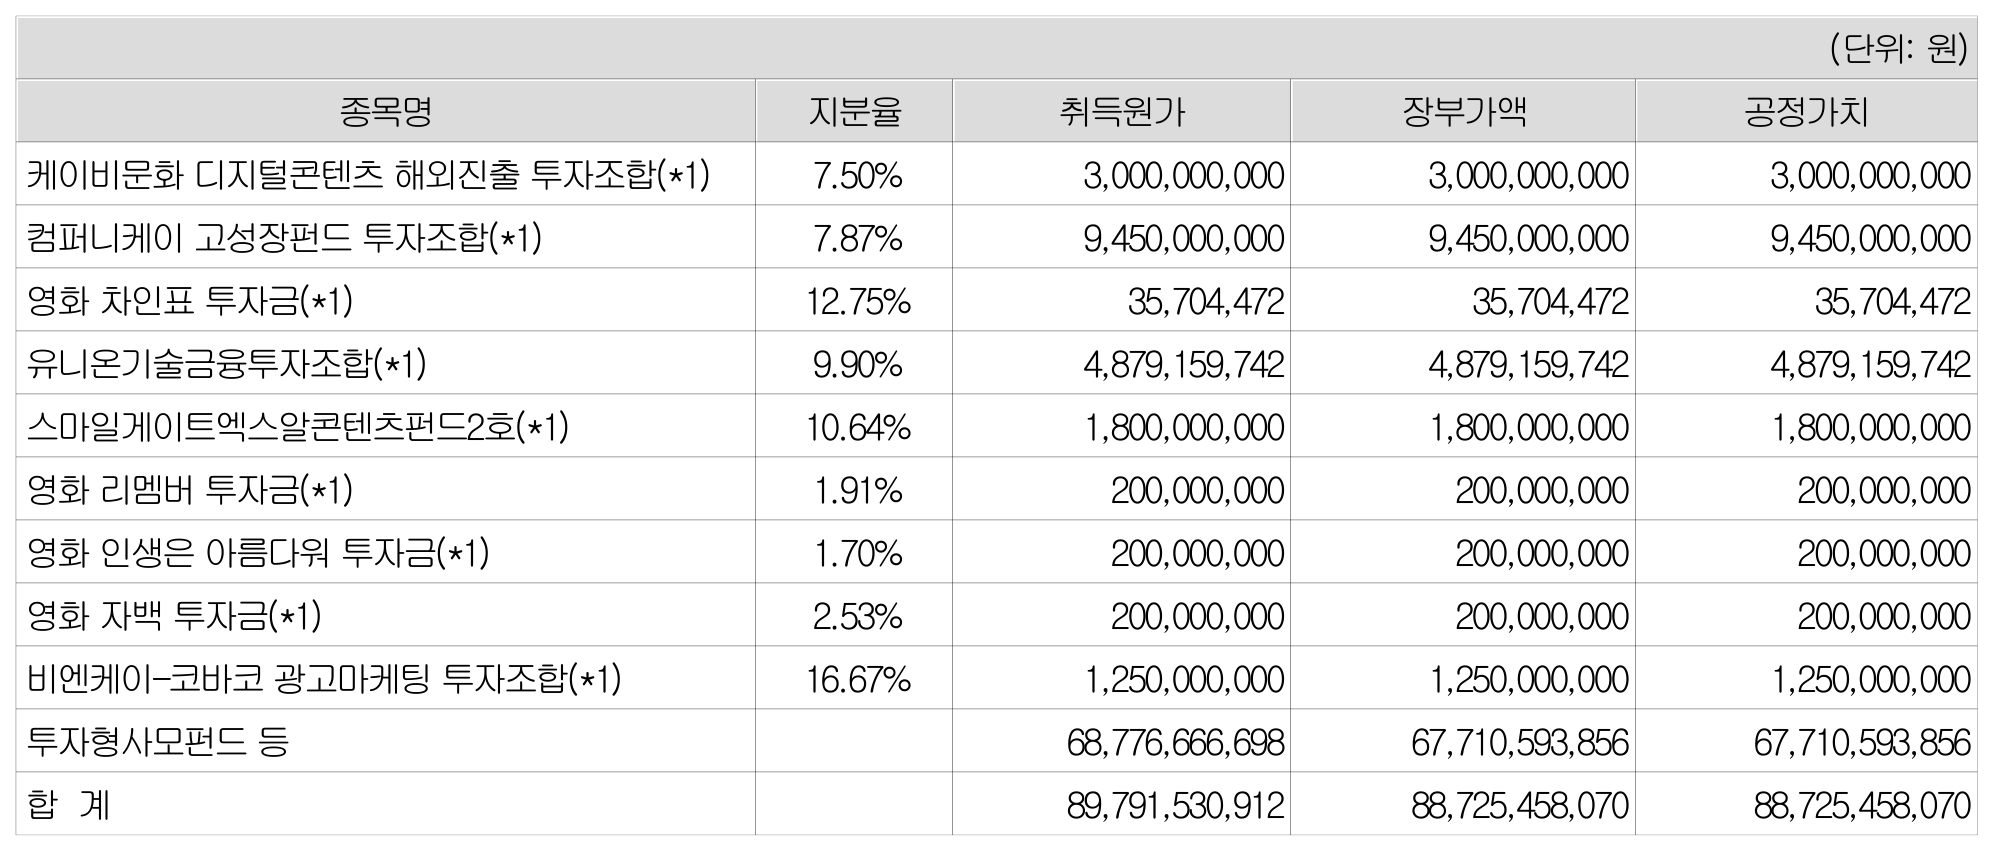 (단위: 원)
종목명 지분율 취득원가 장부가액 공정가치
케이비문화 디지털콘텐츠 해외진출 투자조합(*1) 7.50% 3,000,000,000 3,000,000,000 3,000,000,000
컴퍼니케이 고성장펀드 투자조합(*1) 7.87% 9,450,000,000 9,450,000,000 9,450,000,000
영화 차인표 투자금(*1) 12.75% 35,704,472 35,704,472 35,704,472
유니온기술금융투자조합(*1) 9.90% 4,879,159,742 4,879,159,742 4,879,159,742
스마일게이트엑스알콘텐츠펀드2호(*1) 10.64% 1,800,000,000 1,800,000,000 1,800,000,000
영화 리멤버 투자금(*1) 1.91% 200,000,000 200,000,000 200,000,000
영화 인생은 아름다워 투자금(*1) 1.70% 200,000,000 200,000,000 200,000,000
영화 자백 투자금(*1) 2.53% 200,000,000 200,000,000 200,000,000
비엔케이-코바코 광고마케팅 투자조합(*1) 16.67% 1,250,000,000 1,250,000,000 1,250,000,000
투자형사모펀드 등 68,776,666,698 67,710,593,856 67,710,593,856
합 계 89,791,530,912 88,725,458,070 88,725,458,070